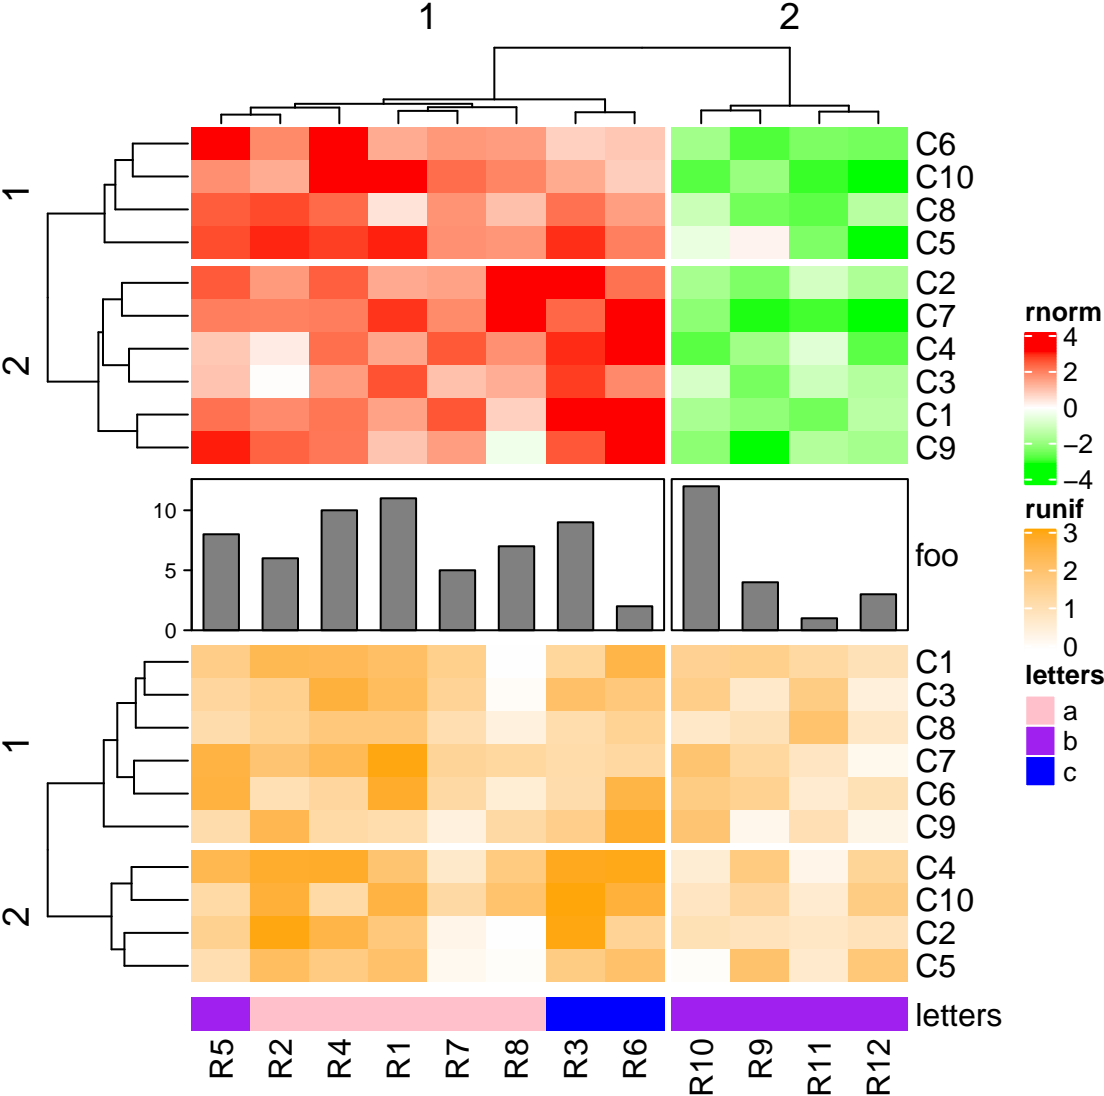 1 2
1
C6
C10
C8
C5
2
C2
C7
C4
C3
C1
C9
rnorm
4
2
0
−2
−4
10
5
0
foo
runif
3
2
1
0
letters
a
b
c
1
C1
C3
C8
C7
C6
C9
2
C4
C10
C2
C5
letters
R5 R2 R4 R1 R7 R8 R3 R6 R10 R9 R11 R12